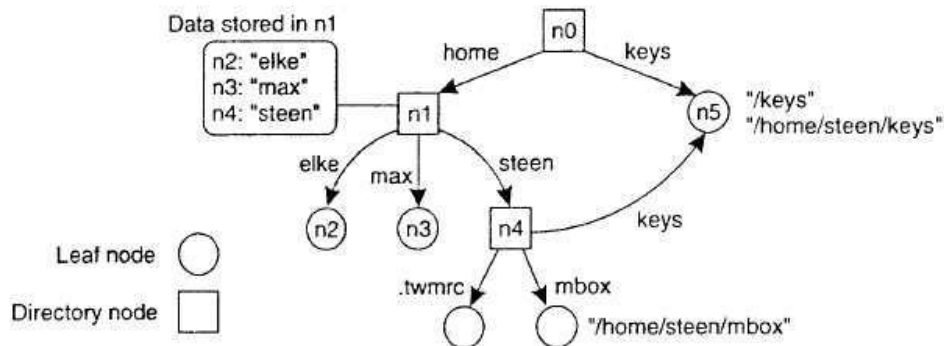 Data stored in n1
n2: "elke"
n3: "max"
n4: "steen"
n0
home
keys
n1
n5
"/keys"
"/home/steen/keys"
elke
max
steen
n2
n3
n4
keys
Leaf node
.twmrc
mbox
Directory node
"/home/steen/mbox"